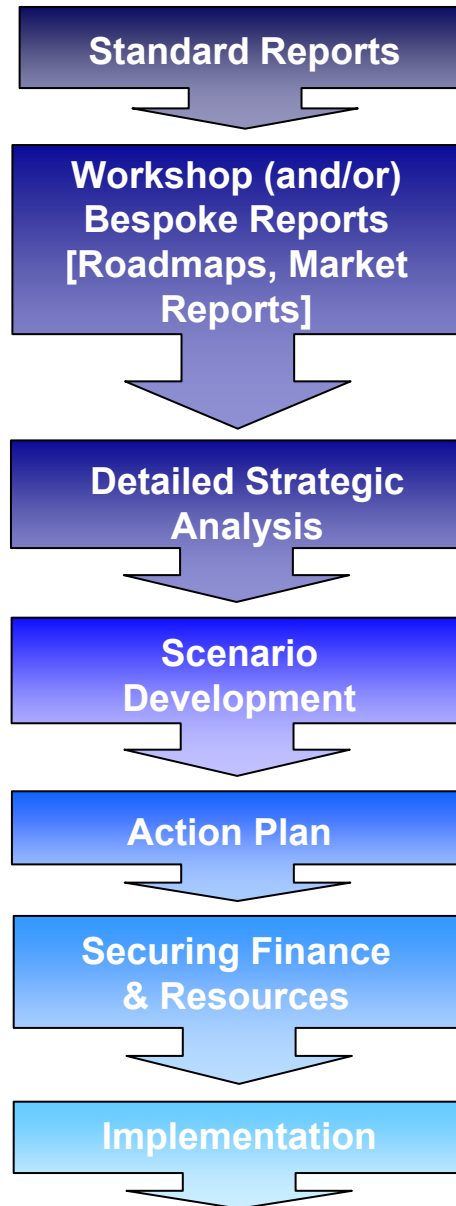 Standard Reports
Workshop (and/or)
Bespoke Reports
[Roadmaps, Market
Reports]
Detailed Strategic
Analysis
Scenario
Development
Action Plan
Securing Finance
& Resources
Implementation